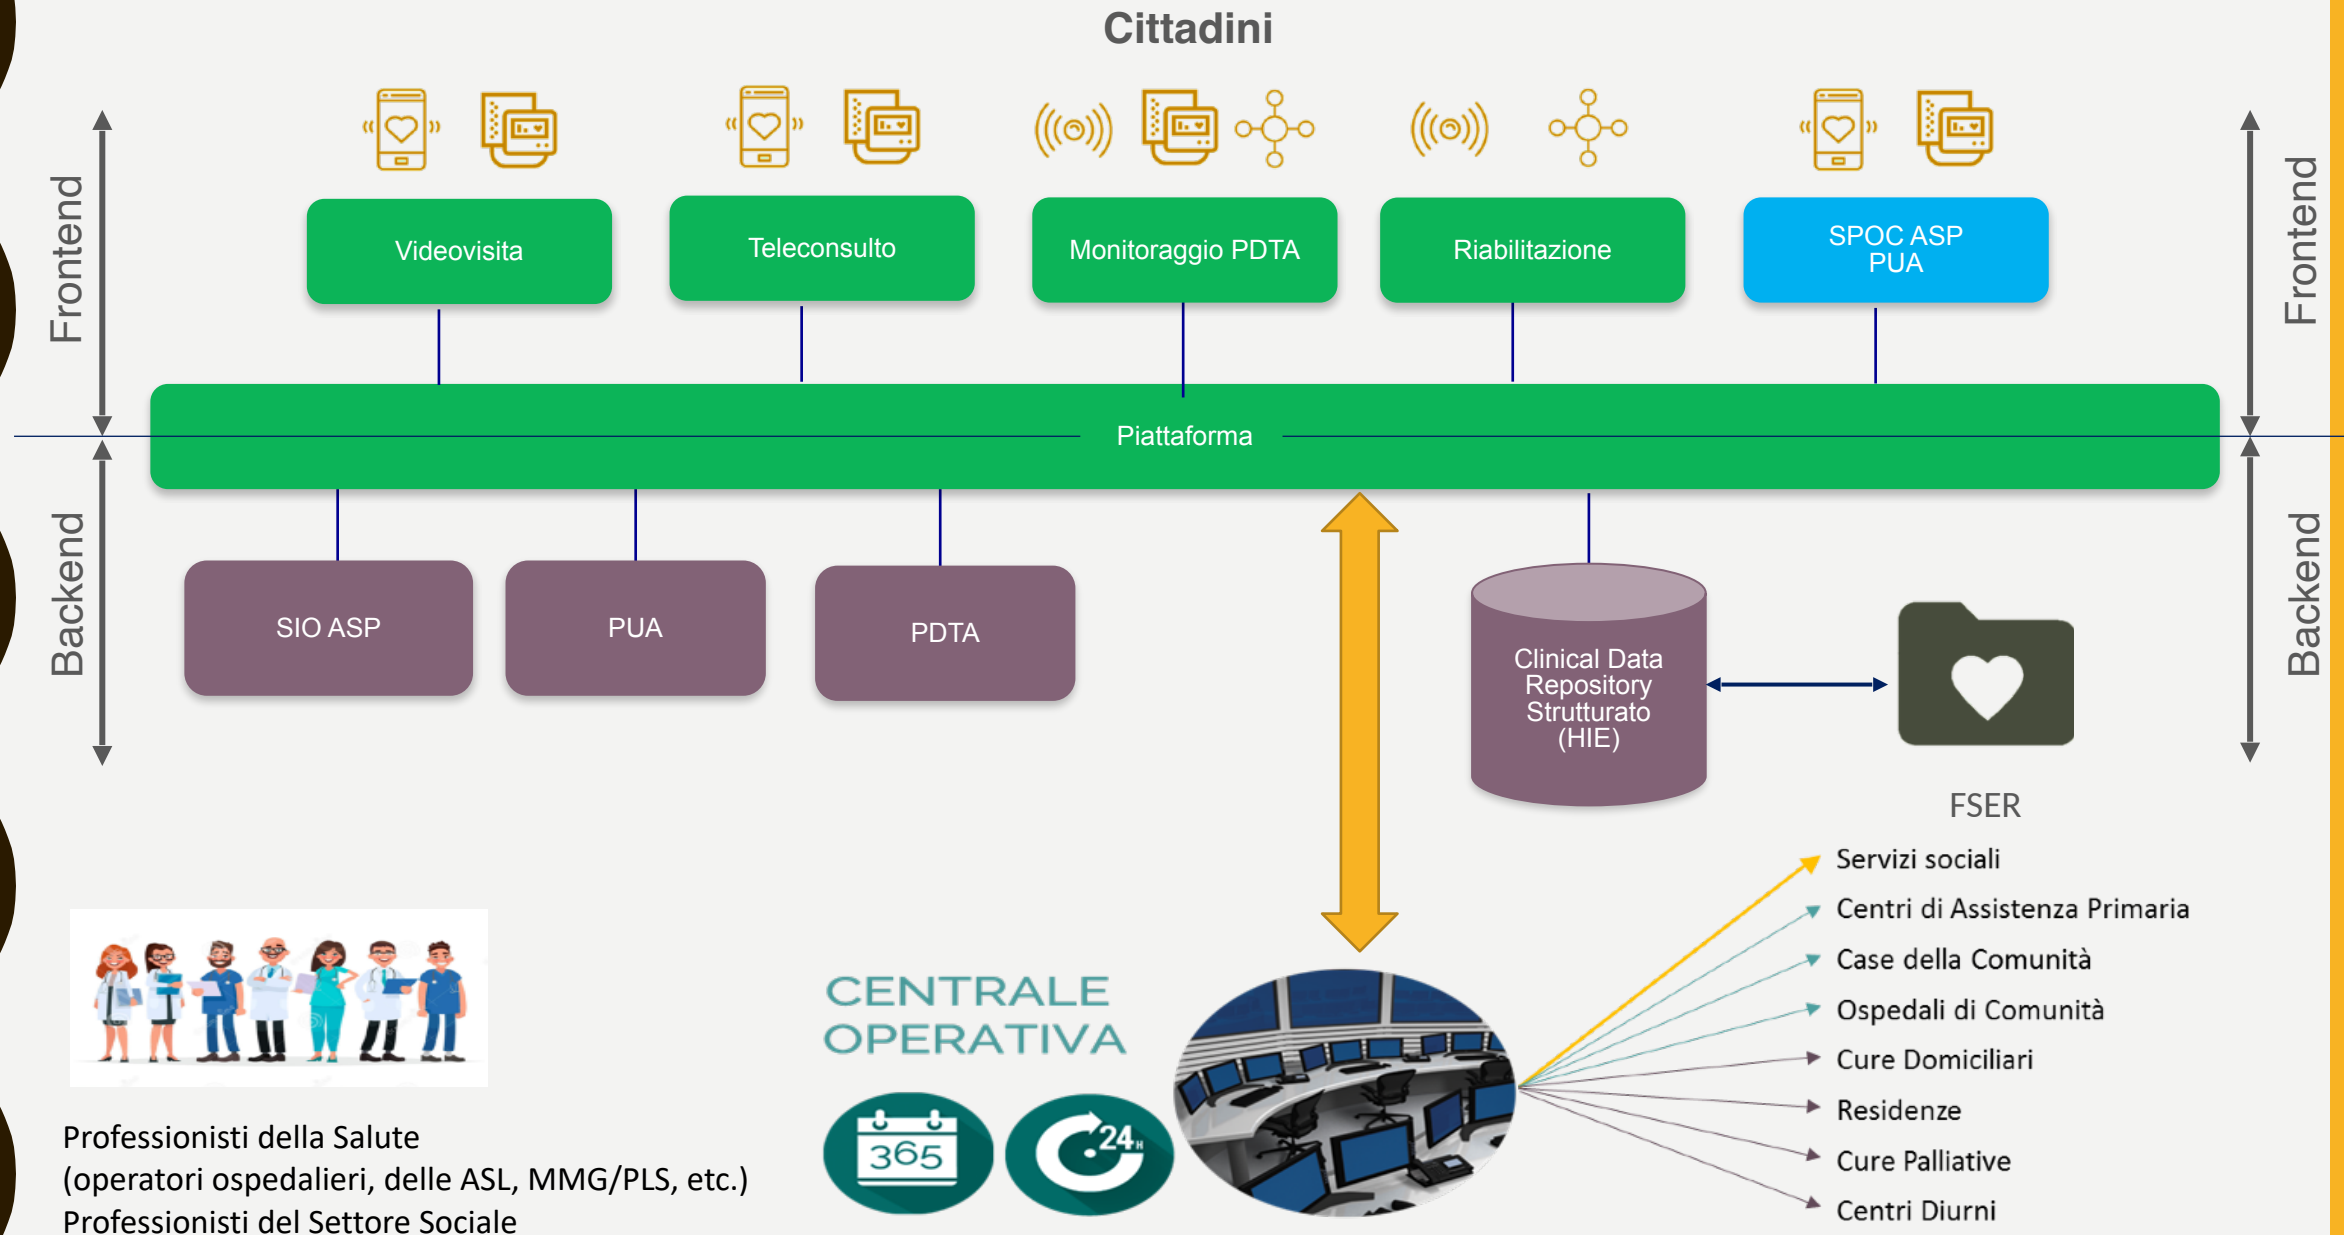 Cittadini
Frontend
Frontend
Videovisita
Teleconsulto
Monitoraggio PDTA
Riabilitazione
SPOC ASP
PUA
Piattaforma
Backend
Backend
SIO ASP
PUA
PDTA
Clinical Data
Repository
Strutturato
(HIE)
FSER
Servizi sociali
Centri di Assistenza Primaria
Case della Comunità
Ospedali di Comunità
Cure Domiciliari
Residenze
Cure Palliative
Centri Diurni
CENTRALE
OPERATIVA
365
24H
Professionisti della Salute
(operatori ospedalieri, delle ASL, MMG/PLS, etc.)
Professionisti del Settore Sociale